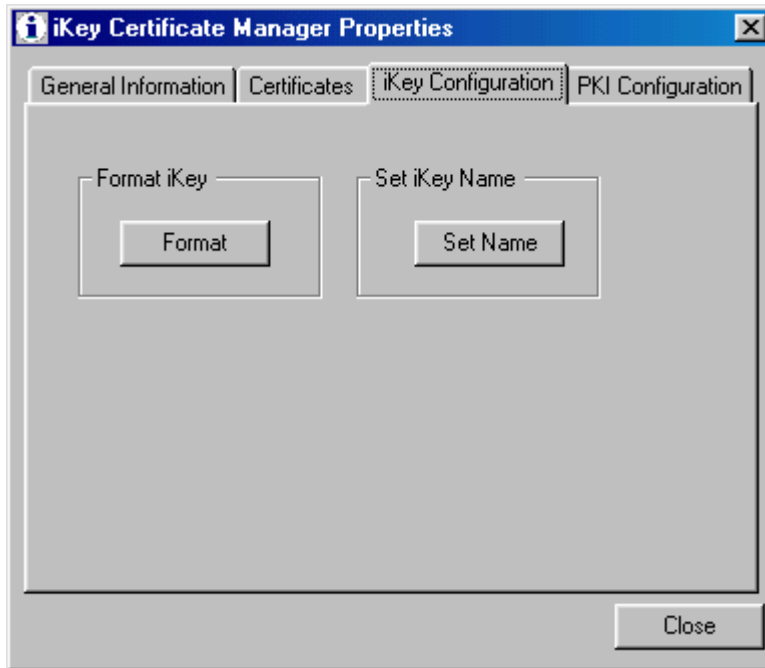 iKey Certificate Manager Properties
General Information Certificates iKey Configuration PKI Configuration
Format iKey Set iKey Name
Format Set Name
Close